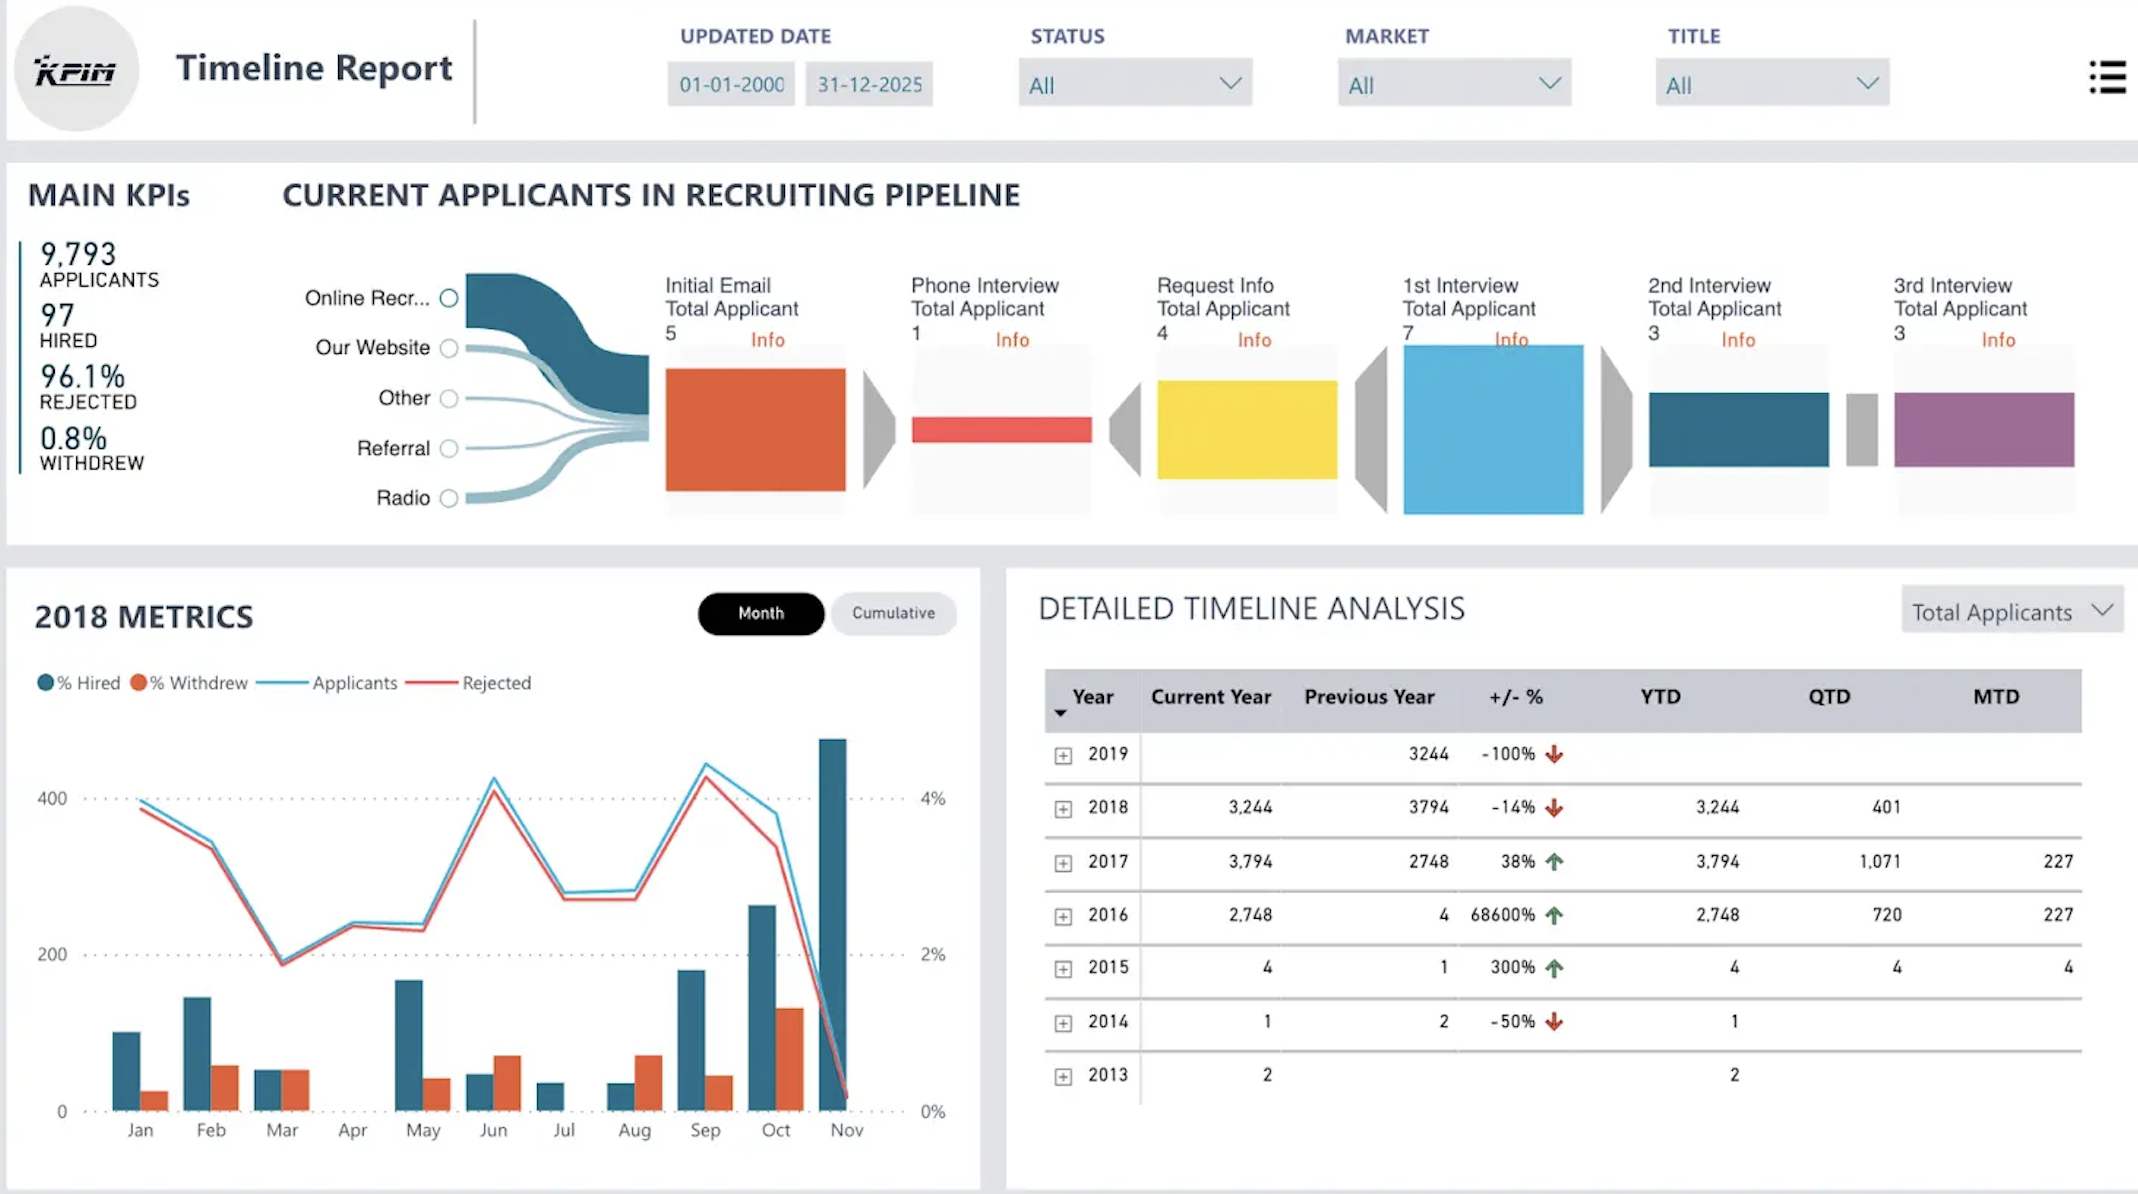 KPIM
Timeline Report
UPDATED DATE
01-01-2000 31-12-2025
STATUS
All
MARKET
All
TITLE
All
MAIN KPIs
9,793
APPLICANTS
97
HIRED
96.1%
REJECTED
0.8%
WITHDREW
CURRENT APPLICANTS IN RECRUITING PIPELINE
Online Recr...
Our Website
Other
Referral
Radio
Initial Email
Total Applicant
5
Info
Phone Interview
Total Applicant
1
Info
Request Info
Total Applicant
4
Info
1st Interview
Total Applicant
7
Info
2nd Interview
Total Applicant
3
Info
3rd Interview
Total Applicant
3
Info
2018 METRICS
Month Cumulative
% Hired % Withdrew Applicants Rejected
400 4%
200 2%
0 0%
Jan Feb Mar Apr May Jun Jul Aug Sep Oct Nov
DETAILED TIMELINE ANALYSIS
Total Applicants
Year Current Year Previous Year +/- % YTD QTD MTD
2019 3244 -100%
2018 3,244 3794 -14% 3,244 401
2017 3,794 2748 38% 3,794 1,071 227
2016 2,748 4 68600% 2,748 720 227
2015 4 1 300% 4 4 4
2014 1 2 -50% 1
2013 2 2